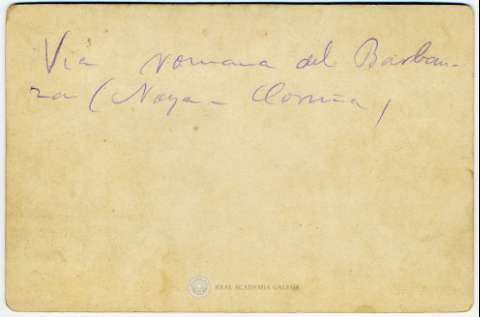 Via romana del Barban-
za (Noya - Coruña)
REAL ACADEMIA GALEGA